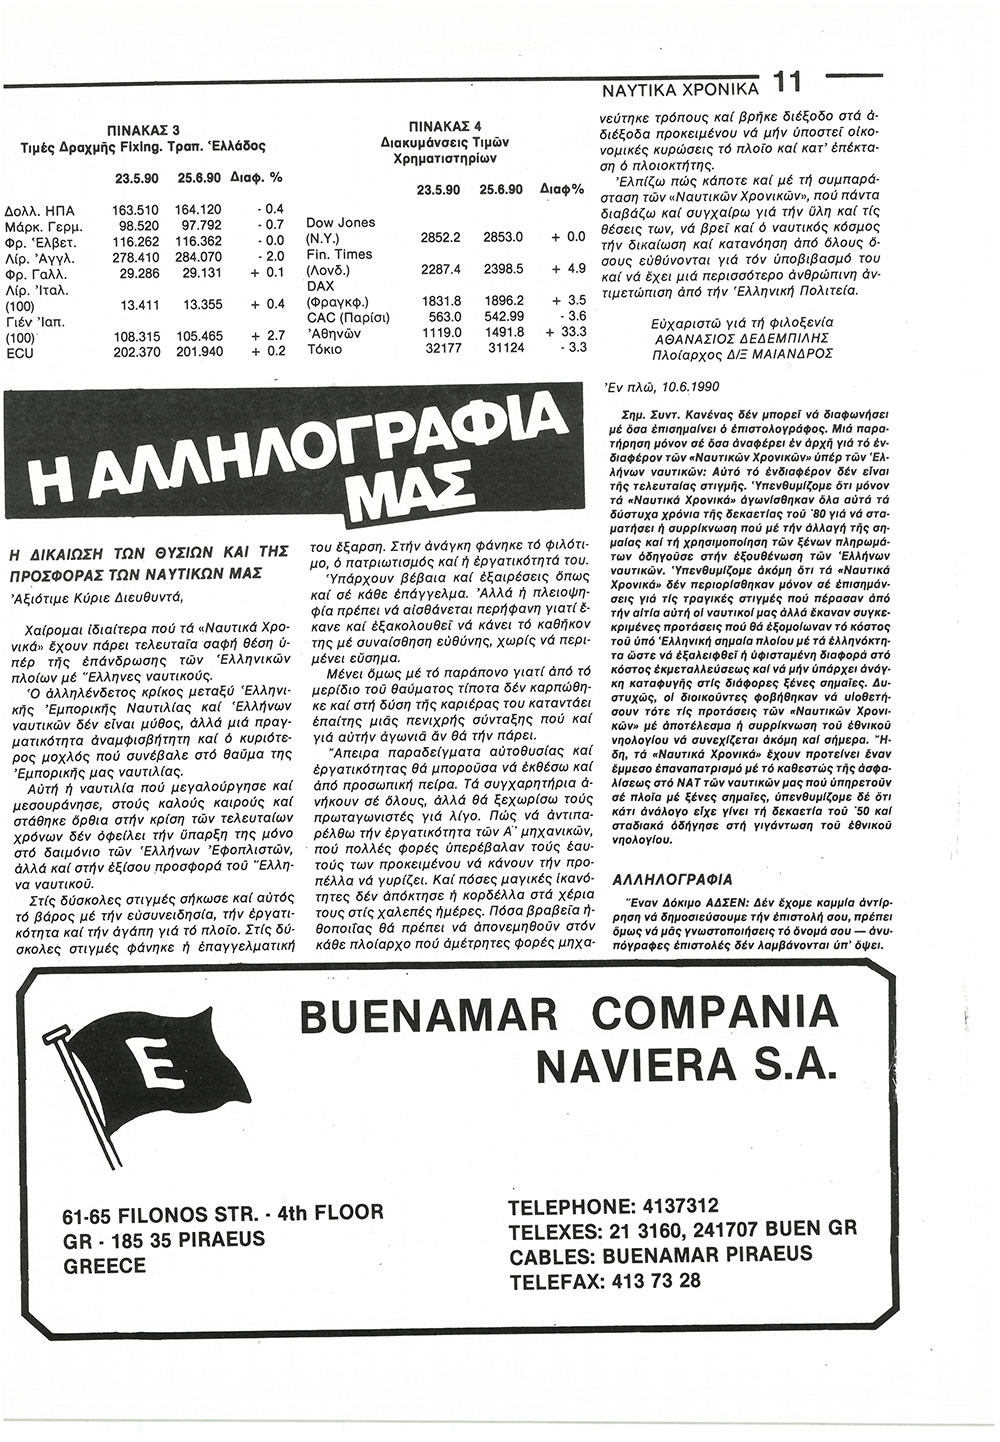 ΝΑΥΤΙΚΑ ΧΡΟΝΙΚΑ 11
ΠΙΝΑΚΑΣ 3
Τιμές Δραχμῆς Fixing. Τραπ. Ἑλλάδος
23.5.90 25.6.90 Διαφ. %
Δολλ. ΗΠΑ 163.510 164.120 - 0.4
Μάρκ. Γερμ. 98.520 97.792 - 0.7
Φρ. Ἑλβετ. 116.262 116.362 - 0.0
Λίρ. Ἀγγλ. 278.410 284.070 - 2.0
Φρ. Γαλλ. 29.286 29.131 + 0.1
Λίρ. Ἰταλ.
(100) 13.411 13.355 + 0.4
Γιέν Ἰαπ.
(100) 108.315 105.465 + 2.7
ECU 202.370 201.940 + 0.2
ΠΙΝΑΚΑΣ 4
Διακυμάνσεις Τιμῶν
Χρηματιστηρίων
23.5.90 25.6.90 Διαφ%
Dow Jones
(N.Y.) 2852.2 2853.0 + 0.0
Fin. Times
(Λονδ.) 2287.4 2398.5 + 4.9
DAX
(Φραγκφ.) 1831.8 1896.2 + 3.5
CAC (Παρίσι) 563.0 542.99 - 3.6
Ἀθηνῶν 1119.0 1491.8 + 33.3
Τόκιο 32177 31124 - 3.3
Η ΑΛΛΗΛΟΓΡΑΦΙΑ
ΜΑΣ
Η ΔΙΚΑΙΩΣΗ ΤΩΝ ΘΥΣΙΩΝ ΚΑΙ ΤΗΣ
ΠΡΟΣΦΟΡΑΣ ΤΩΝ ΝΑΥΤΙΚΩΝ ΜΑΣ
Ἀξιότιμε Κύριε Διευθυντά,
Χαίρομαι ἰδιαίτερα πού τά «Ναυτικά Χρο-
νικά» ἔχουν πάρει τελευταῖα σαφῆ θέση ὑ-
πέρ τῆς ἐπάνδρωσης τῶν Ἑλληνικῶν
πλοίων μέ Ἕλληνες ναυτικούς.
Ὁ ἀλληλένδετος κρίκος μεταξύ Ἑλληνι-
κῆς Ἐμπορικῆς Ναυτιλίας καί Ἑλλήνων
ναυτικῶν δέν εἶναι μύθος, ἀλλά μιά πραγ-
ματικότητα ἀναμφισβήτητη καί ὁ κυριότε-
ρος μοχλός πού συνέβαλε στό θαῦμα τῆς
Ἐμπορικῆς μας ναυτιλίας.
Αὐτή ἡ ναυτιλία πού μεγαλούργησε καί
μεσουράνησε, στούς καλούς καιρούς καί
στάθηκε ὄρθια στήν κρίση τῶν τελευταίων
χρόνων δέν ὀφείλει τήν ὕπαρξη της μόνο
στό δαιμόνιο τῶν Ἑλλήνων Ἐφοπλιστῶν,
ἀλλά καί στήν ἐξίσου προσφορά τοῦ Ἕλλη-
να ναυτικοῦ.
Στίς δύσκολες στιγμές σήκωσε καί αὐτός
τό βάρος μέ τήν εὐσυνειδησία, τήν ἐργατι-
κότητα καί τήν ἀγάπη γιά τό πλοῖο. Στίς δύ-
σκολες στιγμές φάνηκε ἡ ἐπαγγελματική
του ἔξαρση. Στήν ἀνάγκη φάνηκε τό φιλότι-
μο, ὁ πατριωτισμός καί ἡ ἐργατικότητά του.
Ὑπάρχουν βέβαια καί ἐξαιρέσεις ὅπως
καί σέ κάθε ἐπάγγελμα. Ἀλλά ἡ πλειοψη-
φία πρέπει νά αἰσθάνεται περήφανη γιατί ἔ-
κανε καί ἐξακολουθεῖ νά κάνει τό καθῆκον
της μέ συναίσθηση εὐθύνης, χωρίς νά περι-
μένει εὔσημα.
Μένει ὅμως μέ τό παράπονο γιατί ἀπό τό
μερίδιο τοῦ θαύματος τίποτα δέν καρπώθη-
κε καί στή δύση τῆς καριέρας του καταντάει
ἐπαίτης μιᾶς πενιχρῆς σύνταξης πού καί
γιά αὐτήν ἀγωνιᾶ ἄν θά τήν πάρει.
Ἄπειρα παραδείγματα αὐτοθυσίας καί
ἐργατικότητας θά μποροῦσα νά ἐκθέσω καί
ἀπό προσωπική πείρα. Τά συγχαρητήρια ἀ-
νήκουν σέ ὅλους, ἀλλά θά ξεχωρίσω τούς
πρωταγωνιστές γιά λίγο. Πῶς νά ἀντιπα-
ρέλθω τήν ἐργατικότητα τῶν Α΄ μηχανικῶν,
πού πολλές φορές ὑπερέβαλαν τούς ἑαυ-
τούς των προκειμένου νά κάνουν τήν προ-
πέλλα νά γυρίζει. Καί πόσες μαγικές ἱκανό-
τητες δέν ἀπόκτησε ἡ κορδέλλα στά χέρια
τους στίς χαλεπές ἡμέρες. Πόσα βραβεῖα ἠ-
θοποιΐας θά πρέπει νά ἀπονεμηθοῦν στόν
κάθε πλοίαρχο πού ἀμέτρητες φορές μηχα-
νεύτηκε τρόπους καί βρῆκε διέξοδο στά ἀ-
διέξοδα προκειμένου νά μήν ὑποστεῖ οἰκο-
νομικές κυρώσεις τό πλοῖο καί κατ' ἐπέκτα-
ση ὁ πλοιοκτήτης.
Ἐλπίζω πώς κάποτε καί μέ τή συμπαρά-
σταση τῶν «Ναυτικῶν Χρονικῶν», πού πάντα
διαβάζω καί συγχαίρω γιά τήν ὕλη καί τίς
θέσεις των, νά βρεῖ καί ὁ ναυτικός κόσμος
τήν δικαίωση καί κατανόηση ἀπό ὅλους ὅ-
σους εὐθύνονται γιά τόν ὑποβιβασμό του
καί νά ἔχει μιά περισσότερο ἀνθρώπινη ἀν-
τιμετώπιση ἀπό τήν Ἑλληνική Πολιτεία.
Εὐχαριστῶ γιά τή φιλοξενία
ΑΘΑΝΑΣΙΟΣ ΔΕΔΕΜΠΙΛΗΣ
Πλοίαρχος Δ/Ξ ΜΑΙΑΝΔΡΟΣ
Ἐν πλῶ, 10.6.1990
Σημ. Συντ. Κανένας δέν μπορεῖ νά διαφωνήσει
μέ ὅσα ἐπισημαίνει ὁ ἐπιστολογράφος. Μιά παρα-
τήρηση μόνον σέ ὅσα ἀναφέρει ἐν ἀρχῇ γιά τό ἐν-
διαφέρον τῶν «Ναυτικῶν Χρονικῶν» ὑπέρ τῶν Ἑλ-
λήνων ναυτικῶν: Αὐτό τό ἐνδιαφέρον δέν εἶναι
τῆς τελευταίας στιγμῆς. Ὑπενθυμίζομε ὅτι μόνον
τά «Ναυτικά Χρονικά» ἀγωνίσθηκαν ὅλα αὐτά τά
δύστυχα χρόνια τῆς δεκαετίας τοῦ '80 γιά νά στα-
ματήσει ἡ συρρίκνωση πού μέ τήν ἀλλαγή τῆς ση-
μαίας καί τή χρησιμοποίηση τῶν ξένων πληρωμά-
των ὁδηγοῦσε στήν ἐξουθένωση τῶν Ἑλλήνων
ναυτικῶν. Ὑπενθυμίζομε ἀκόμη ὅτι τά «Ναυτικά
Χρονικά» δέν περιορίσθηκαν μόνον σέ ἐπισημάν-
σεις γιά τίς τραγικές στιγμές πού πέρασαν ἀπό
τήν αἰτία αὐτή οἱ ναυτικοί μας ἀλλά ἔκαναν συγκε-
κριμένες προτάσεις πού θά ἐξομοίωναν τό κόστος
τοῦ ὑπό Ἑλληνική σημαία πλοίου μέ τά ἑλληνόκτη-
τα ὥστε νά ἐξαλειφθεῖ ἡ ὑφισταμένη διαφορά στό
κόστος ἐκμεταλλεύσεως καί νά μήν ὑπάρχει ἀνάγ-
κη καταφυγῆς στίς διάφορες ξένες σημαῖες. Δυ-
στυχῶς, οἱ διοικοῦντες φοβήθηκαν νά υἱοθετή-
σουν τότε τίς προτάσεις τῶν «Ναυτικῶν Χρονι-
κῶν» μέ ἀποτέλεσμα ἡ συρρίκνωση τοῦ ἐθνικοῦ
νηολογίου νά συνεχίζεται ἀκόμη καί σήμερα. Ἤ-
δη, τά «Ναυτικά Χρονικά» ἔχουν προτείνει ἕναν
ἔμμεσο ἐπαναπατρισμό μέ τό καθεστώς τῆς ἀσφα-
λίσεως στό ΝΑΤ τῶν ναυτικῶν μας πού ὑπηρετοῦν
σέ πλοῖα μέ ξένες σημαῖες, ὑπενθυμίζομε δέ ὅτι
κάτι ἀνάλογο εἶχε γίνει τή δεκαετία τοῦ '50 καί
σταδιακά ὁδήγησε στή γιγάντωση τοῦ ἐθνικοῦ
νηολογίου.
ΑΛΛΗΛΟΓΡΑΦΙΑ
Ἕναν Δόκιμο ΑΔΣΕΝ: Δέν ἔχομε καμμία ἀντίρ-
ρηση νά δημοσιεύσουμε τήν ἐπιστολή σου, πρέπει
ὅμως νά μᾶς γνωστοποιήσεις τό ὄνομά σου — ἀνυ-
πόγραφες ἐπιστολές δέν λαμβάνονται ὑπ' ὄψει.
E
BUENAMAR COMPANIA
NAVIERA S.A.
61-65 FILONOS STR. - 4th FLOOR
GR - 185 35 PIRAEUS
GREECE
TELEPHONE: 4137312
TELEXES: 21 3160, 241707 BUEN GR
CABLES: BUENAMAR PIRAEUS
TELEFAX: 413 73 28